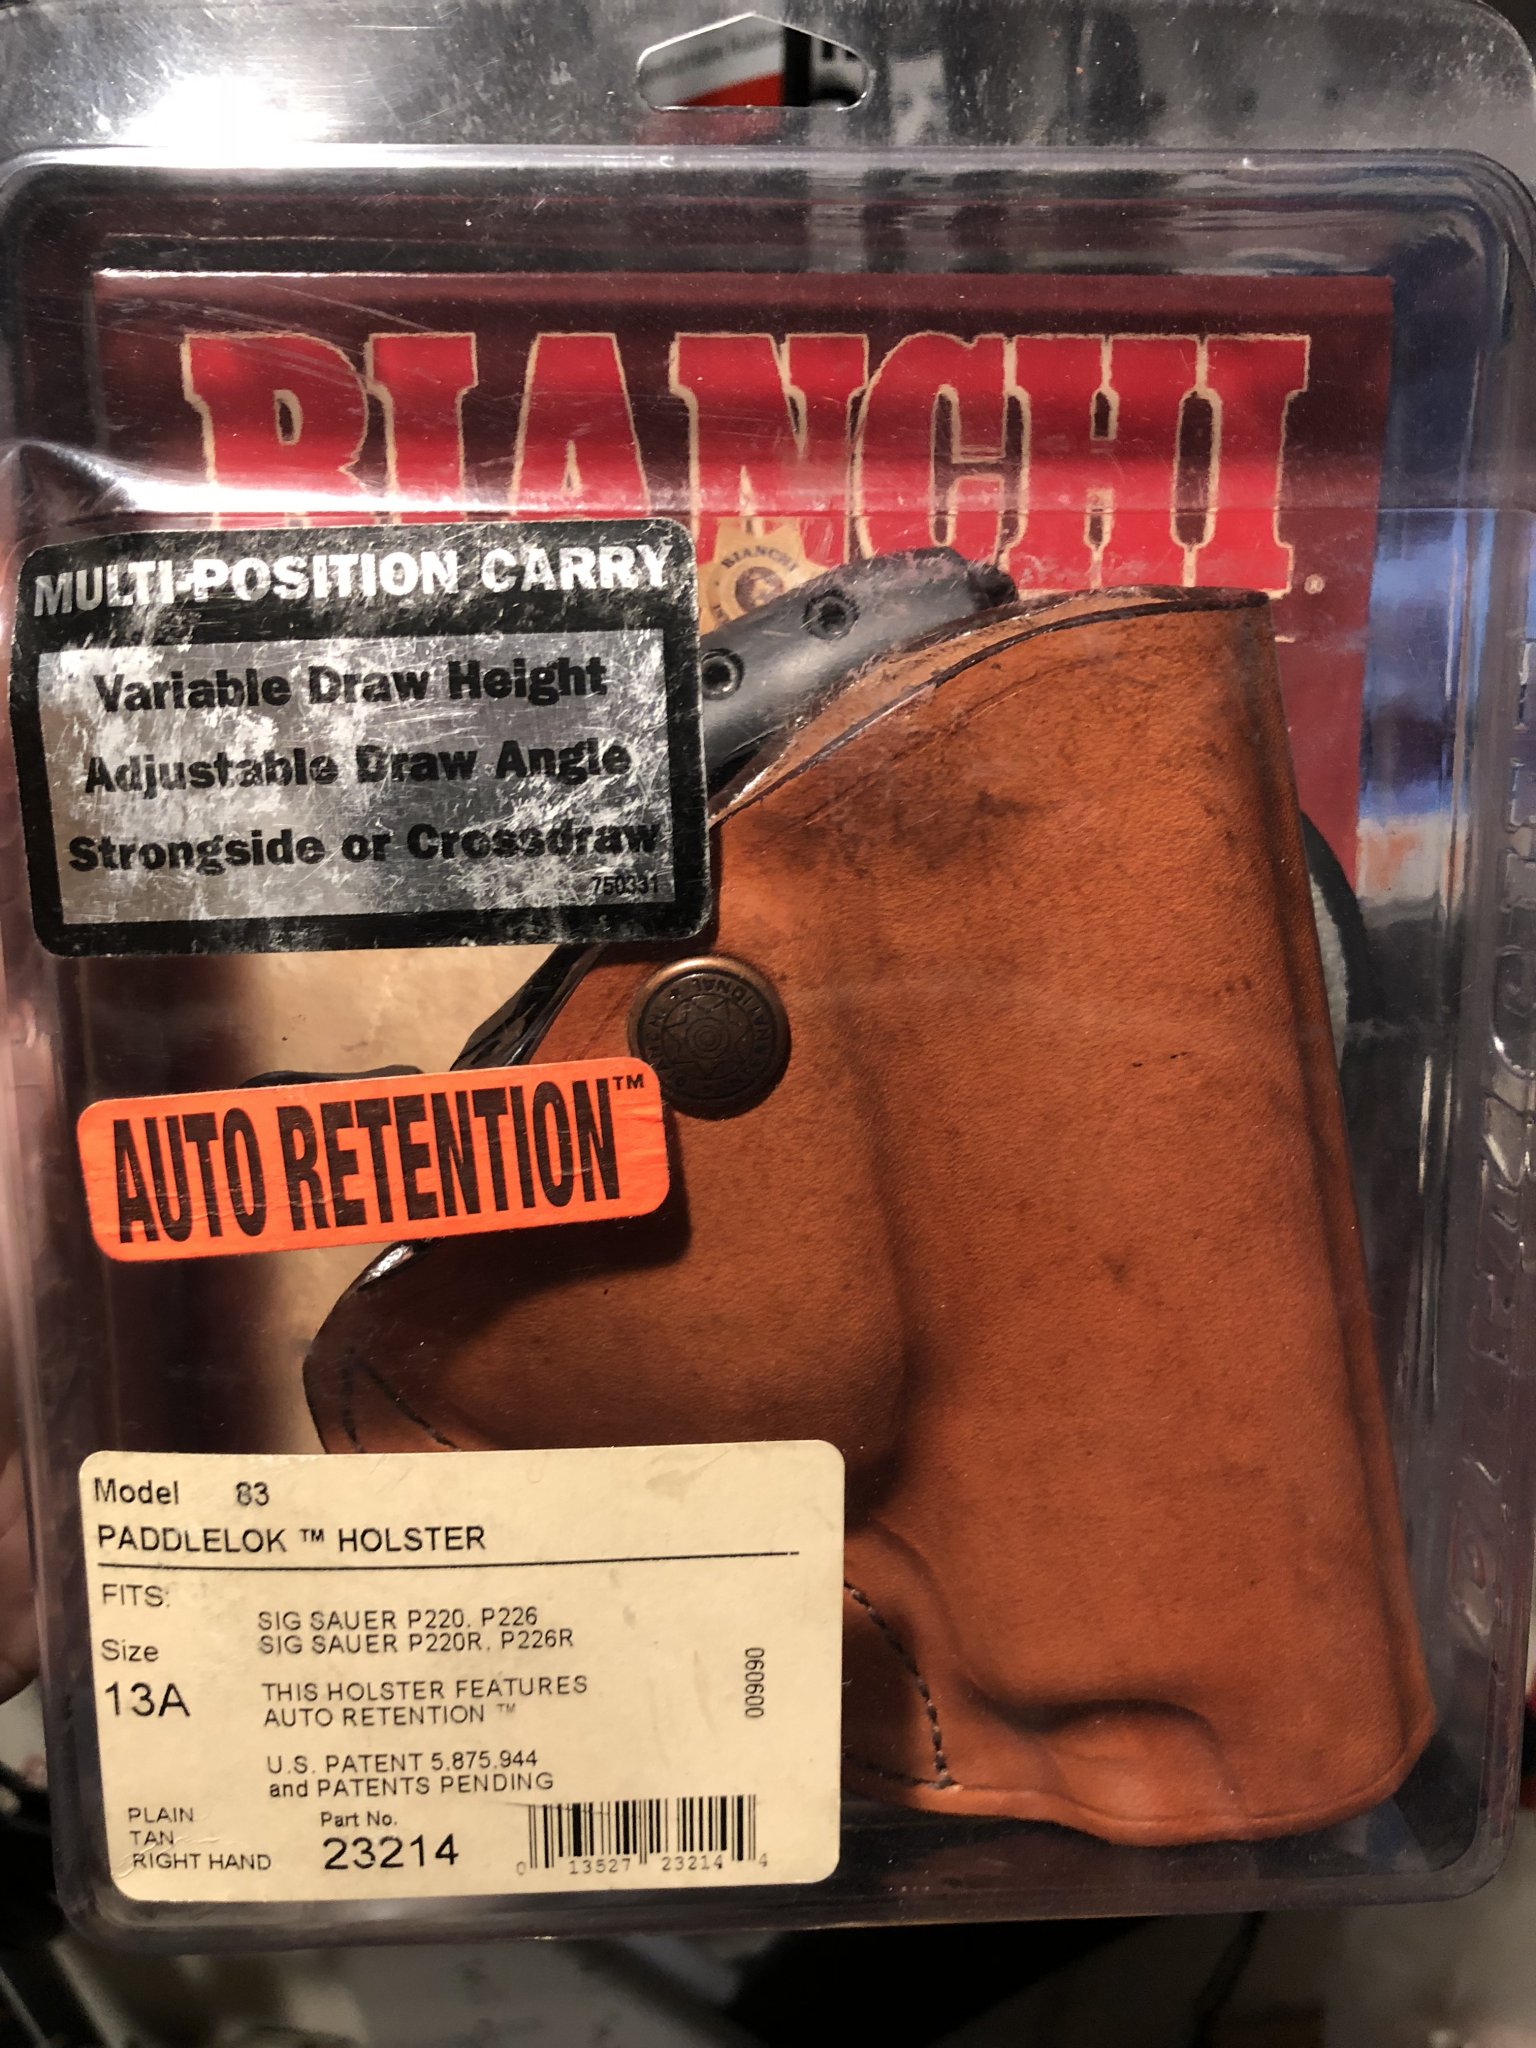 BIANCHI
®
BIANCHI
MULTI-POSITION CARRY
Variable Draw Height
Adjustable Draw Angle
Strongside or Crossdraw
750331
AUTO RETENTION™
Model 83
PADDLELOK ™ HOLSTER
FITS:
SIG SAUER P220, P226
SIG SAUER P220R, P226R
Size
13A
THIS HOLSTER FEATURES
AUTO RETENTION ™
009090
U.S. PATENT 5,875,944
and PATENTS PENDING
PLAIN
TAN
RIGHT HAND
Part No.
23214
0 13527 23214 4